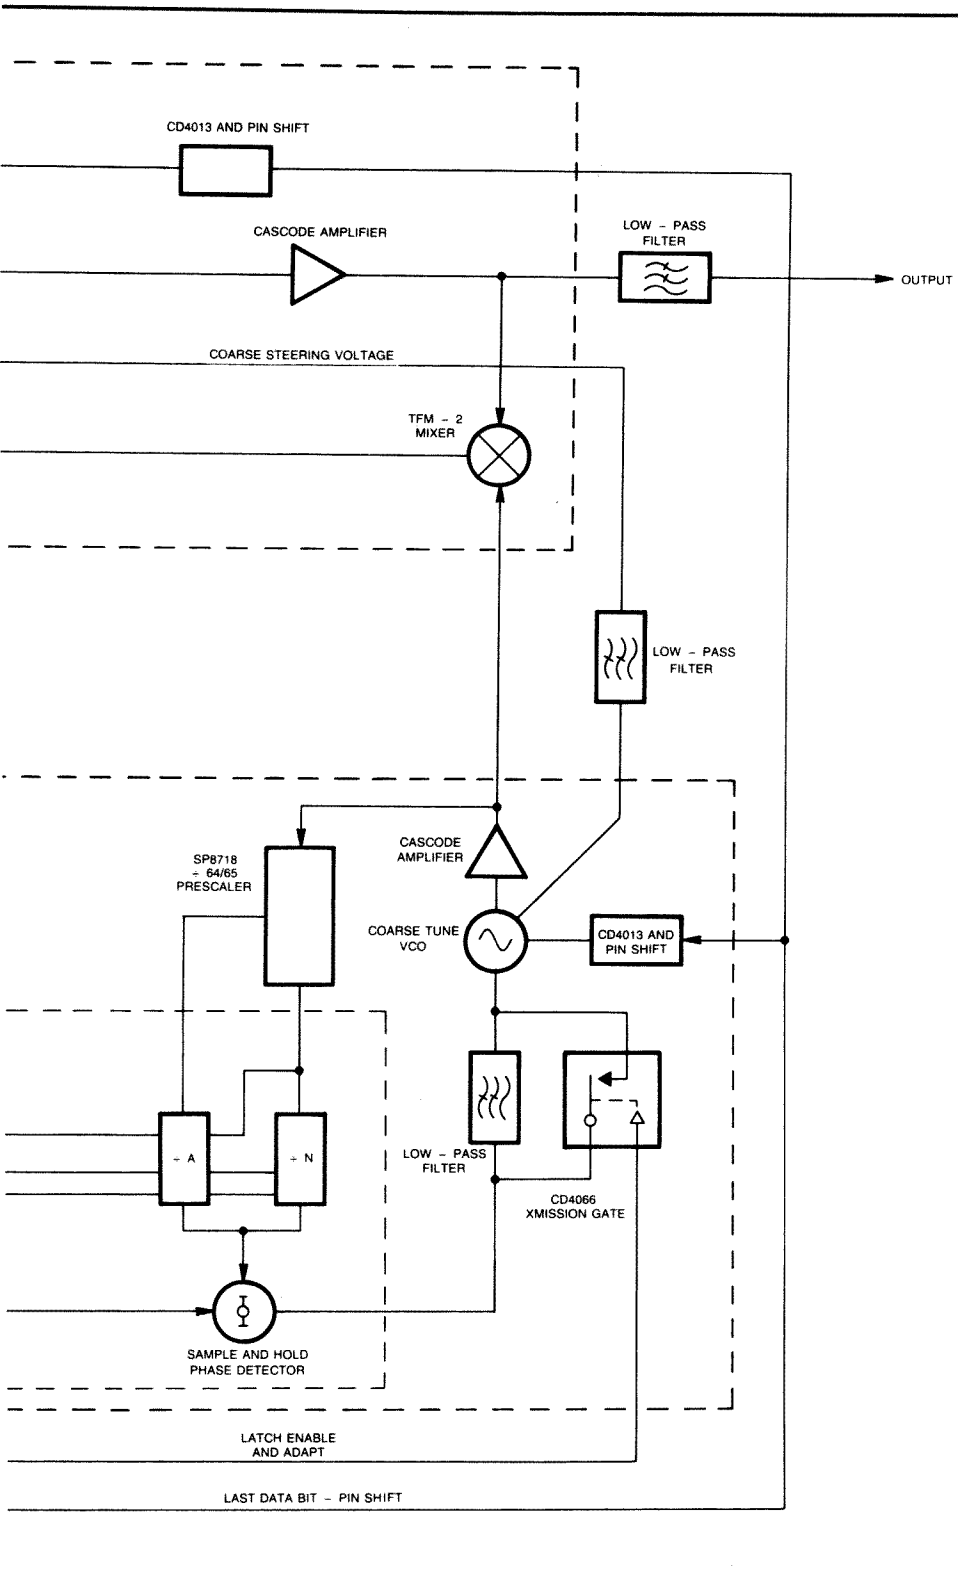 CD4013 AND PIN SHIFT
CASCODE AMPLIFIER
LOW - PASS
FILTER
OUTPUT
COARSE STEERING VOLTAGE
TFM - 2
MIXER
LOW - PASS
FILTER
CASCODE
AMPLIFIER
SP8718
÷ 64/65
PRESCALER
COARSE TUNE
VCO
CD4013 AND
PIN SHIFT
÷ A
÷ N
LOW - PASS
FILTER
CD4066
XMISSION GATE
SAMPLE AND HOLD
PHASE DETECTOR
LATCH ENABLE
AND ADAPT
LAST DATA BIT - PIN SHIFT